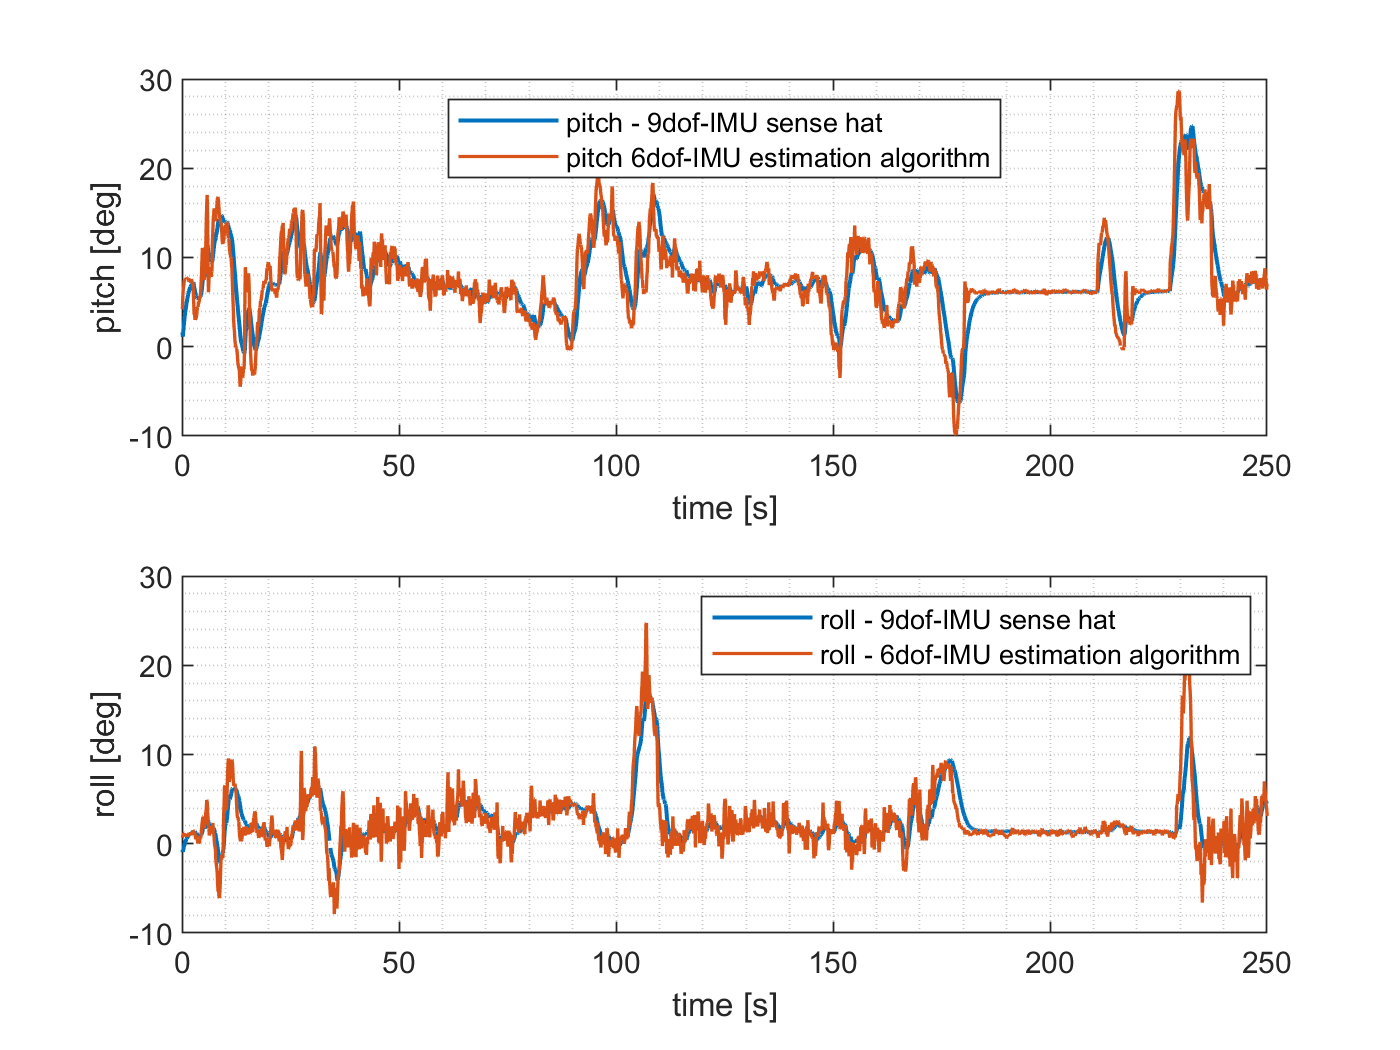 30
20
10
0
-10
pitch [deg]
pitch - 9dof-IMU sense hat
pitch 6dof-IMU estimation algorithm
0 50 100 150 200 250
time [s]
30
20
10
0
-10
roll [deg]
roll - 9dof-IMU sense hat
roll - 6dof-IMU estimation algorithm
0 50 100 150 200 250
time [s]